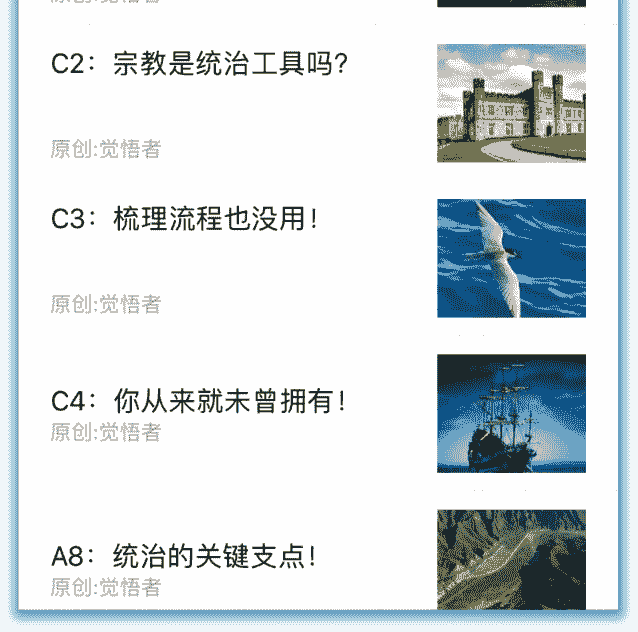 C2：宗教是统治工具吗？
原创:觉悟者
C3：梳理流程也没用！
原创:觉悟者
C4：你从来就未曾拥有！
原创:觉悟者
A8：统治的关键支点！
原创:觉悟者